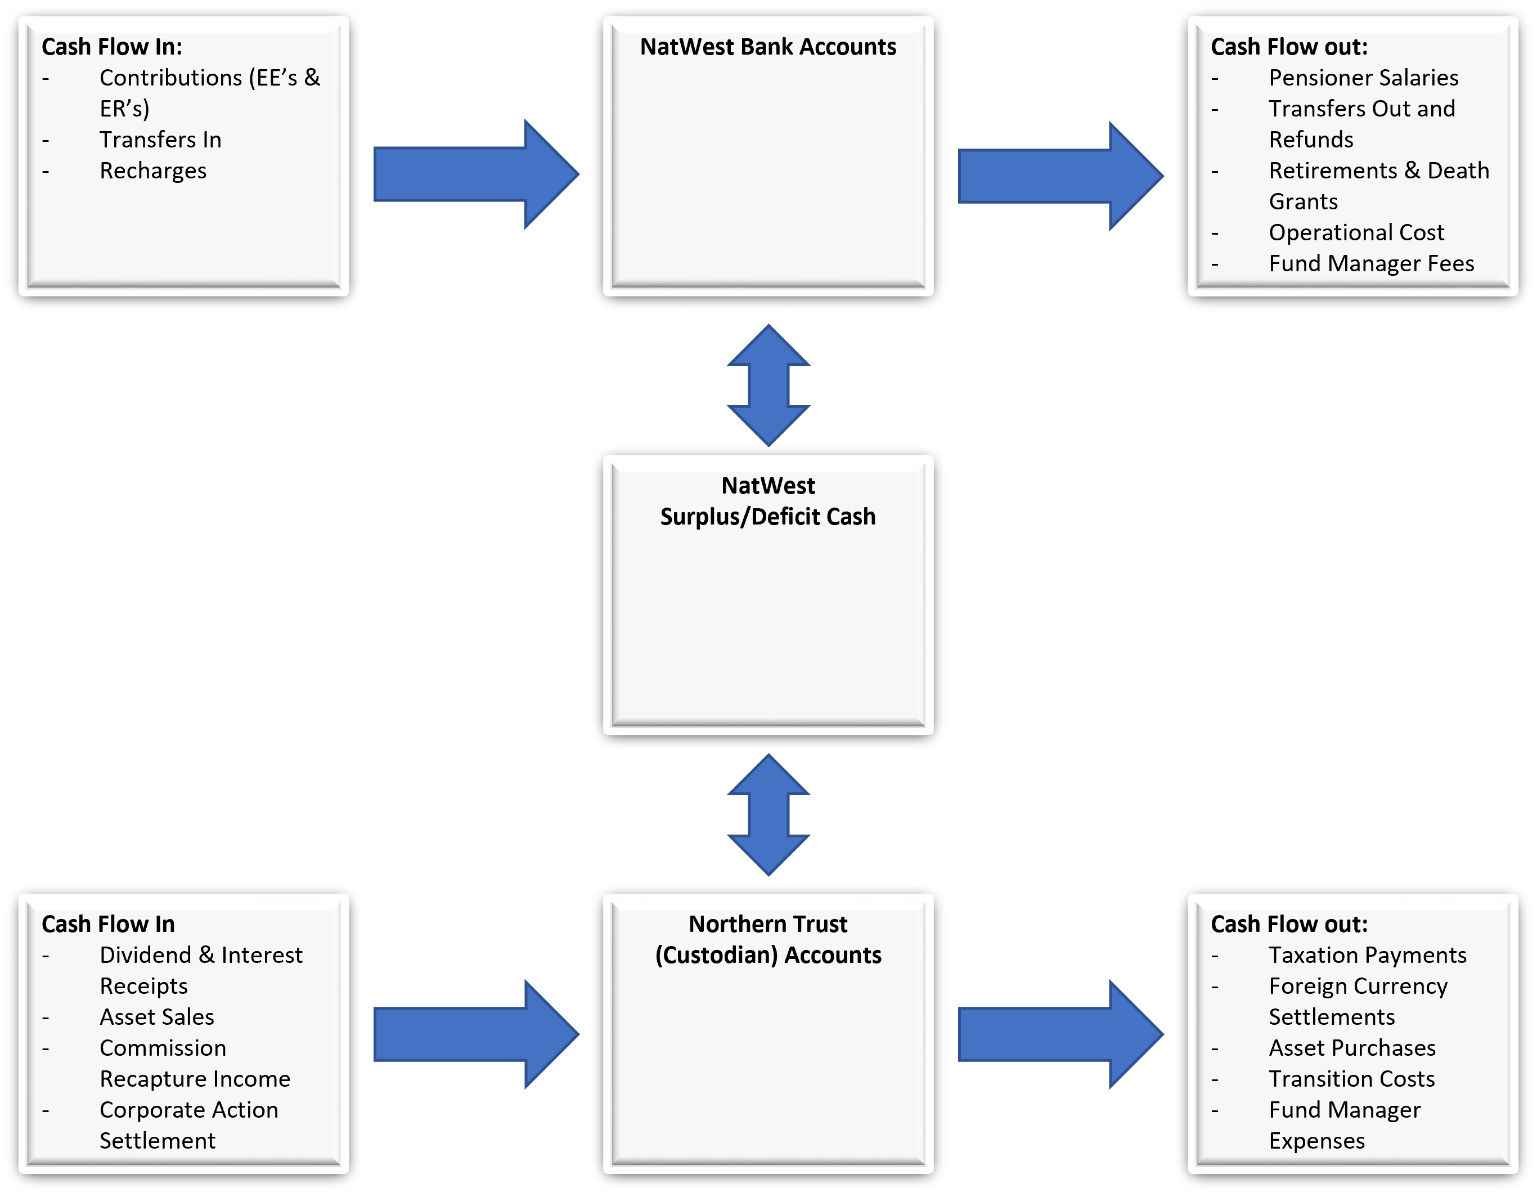 Cash Flow In:
- Contributions (EE’s &
ER’s)
- Transfers In
- Recharges
NatWest Bank Accounts
Cash Flow out:
- Pensioner Salaries
- Transfers Out and
Refunds
- Retirements & Death
Grants
- Operational Cost
- Fund Manager Fees
NatWest
Surplus/Deficit Cash
Cash Flow In
- Dividend & Interest
Receipts
- Asset Sales
- Commission
Recapture Income
- Corporate Action
Settlement
Northern Trust
(Custodian) Accounts
Cash Flow out:
- Taxation Payments
- Foreign Currency
Settlements
- Asset Purchases
- Transition Costs
- Fund Manager
Expenses